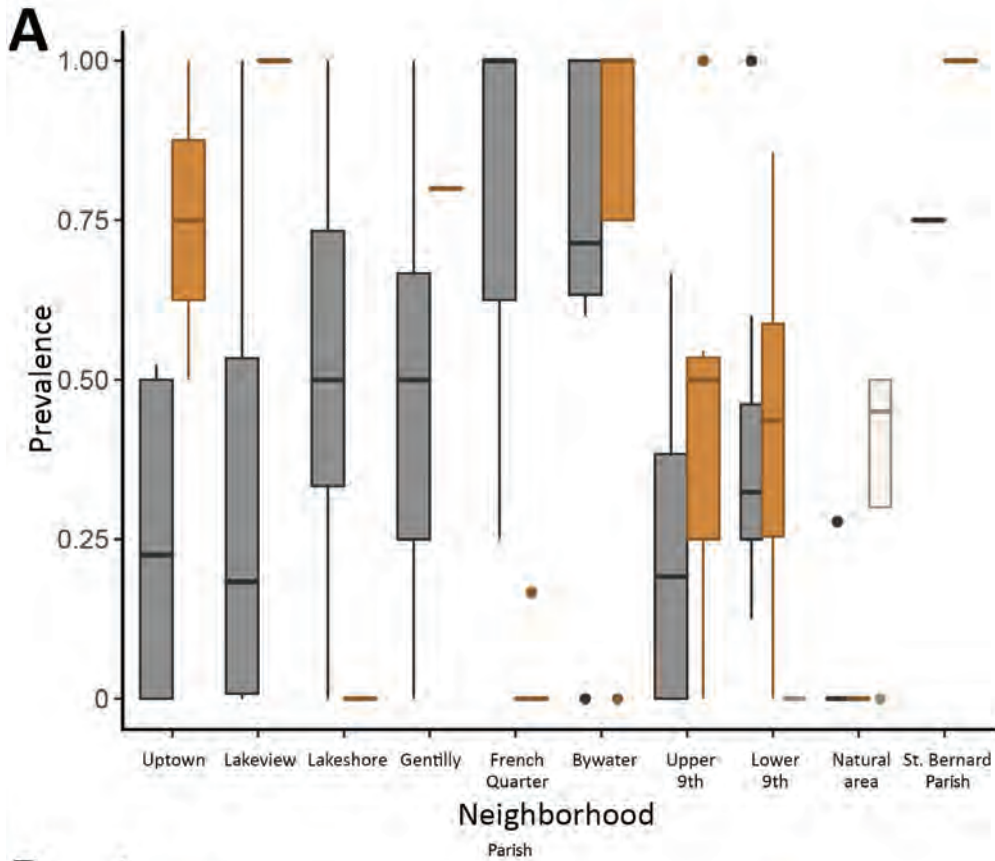 A
1.00
0.75
0.50
0.25
0
Prevalence
Uptown Lakeview Lakeshore Gentilly French Quarter Bywater Upper 9th Lower 9th Natural area St. Bernard Parish
Neighborhood
Parish